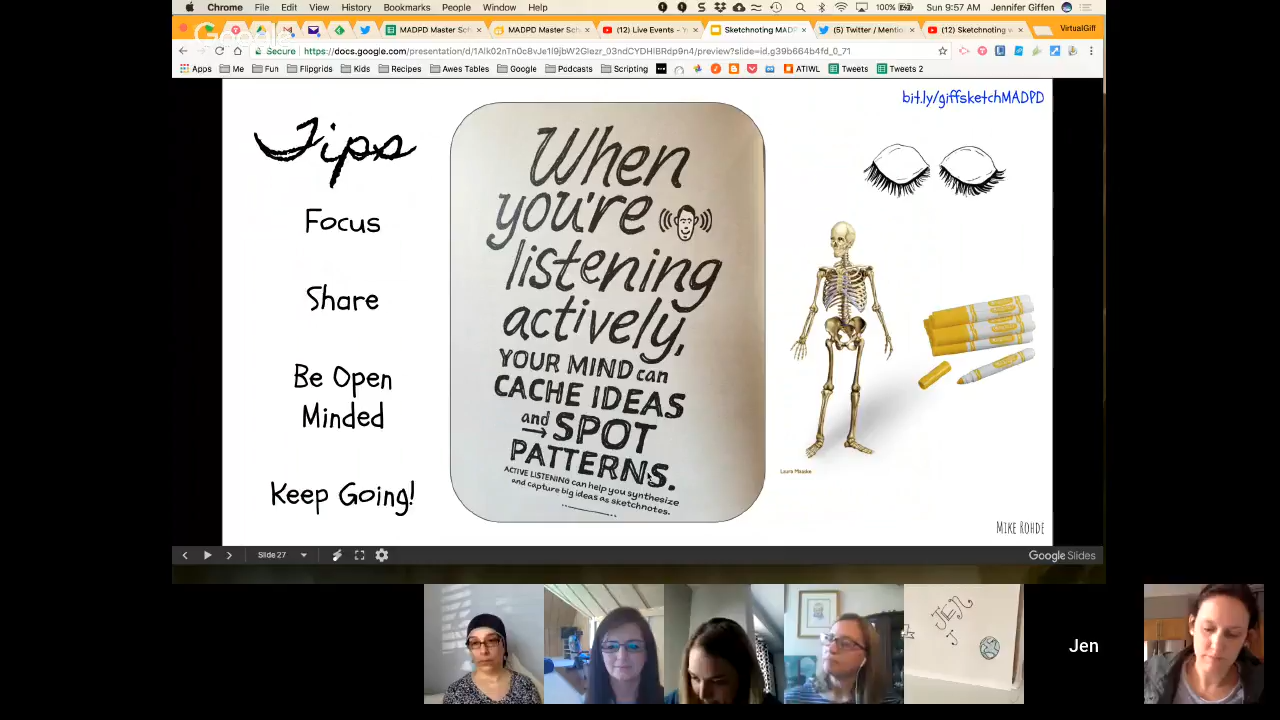 Chrome File Edit View History Bookmarks People Window Help
100% Sun 9:57 AM Jennifer Giffen
MADPD Master Sch
MADPD Master Sch
(12) Live Events - Y
Sketchnoting MADP
(5) Twitter / Mentio
(12) Sketchnoting
VirtualGiff
https://docs.google.com/presentation/d/
/preview?slide=id.g39b664b4fd_0_71
Apps Me Fun Flipgrids Kids Recipes Awes Tables Google Podcasts Scripting ATIWL Tweets Tweets 2
bit.ly/giffsketchMADPD
Tips
Focus
Share
Be Open
Minded
Keep Going!
When
you're
listening
actively,
YOUR MIND can
CACHE IDEAS
and SPOT
PATTERNS.
ACTIVE LISTENING can help you synthesize
and capture big ideas as sketchnotes.
Mike Rohde
Slide 27
Google Slides
JEN
J
Jen